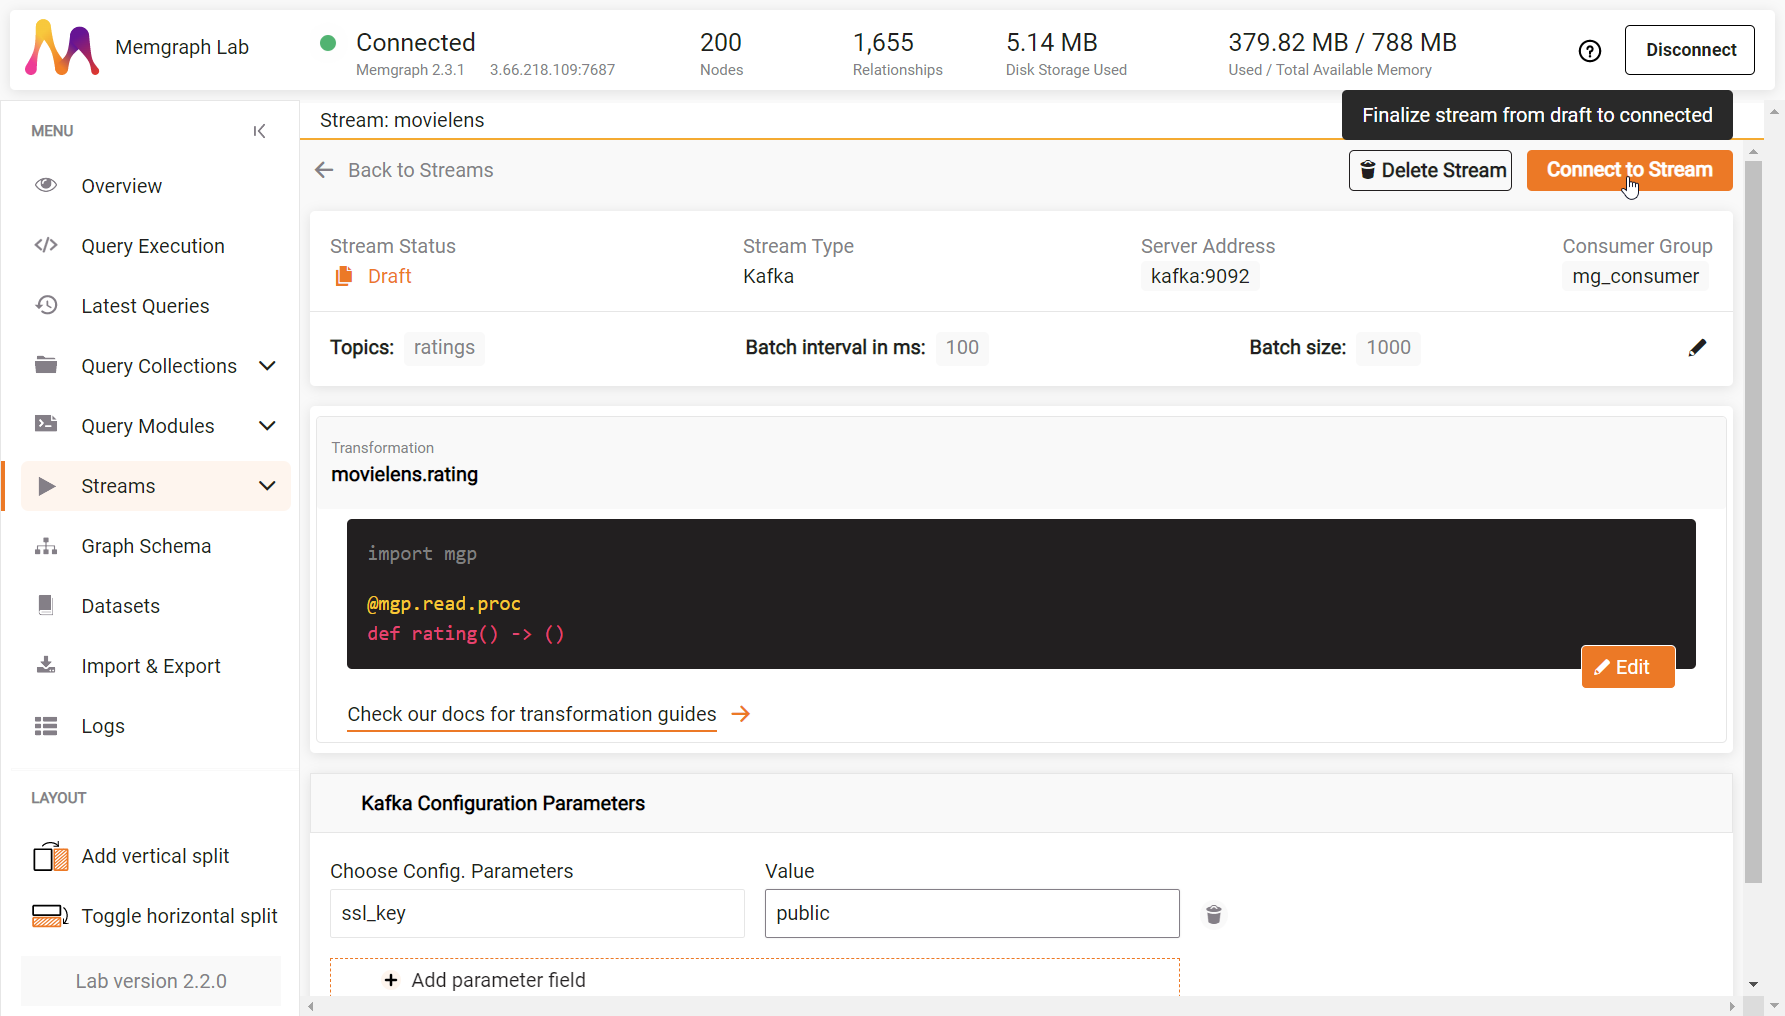 Memgraph Lab
Connected
Memgraph 2.3.1 3.66.218.109:7687
200
Nodes
1,655
Relationships
5.14 MB
Disk Storage Used
379.82 MB / 788 MB
Used / Total Available Memory
Disconnect
MENU
Overview
Query Execution
Latest Queries
Query Collections
Query Modules
Streams
Graph Schema
Datasets
Import & Export
Logs
LAYOUT
Add vertical split
Toggle horizontal split
Lab version 2.2.0
Stream: movielens
Finalize stream from draft to connected
Back to Streams
Delete Stream
Connect to Stream
Stream Status
Draft
Stream Type
Kafka
Server Address
kafka:9092
Consumer Group
mg_consumer
Topics: ratings
Batch interval in ms: 100
Batch size: 1000
Transformation
movielens.rating
import mgp
@mgp.read.proc
def rating() -> ()
Edit
Check our docs for transformation guides
Kafka Configuration Parameters
Choose Config. Parameters
ssl_key
Value
public
+ Add parameter field